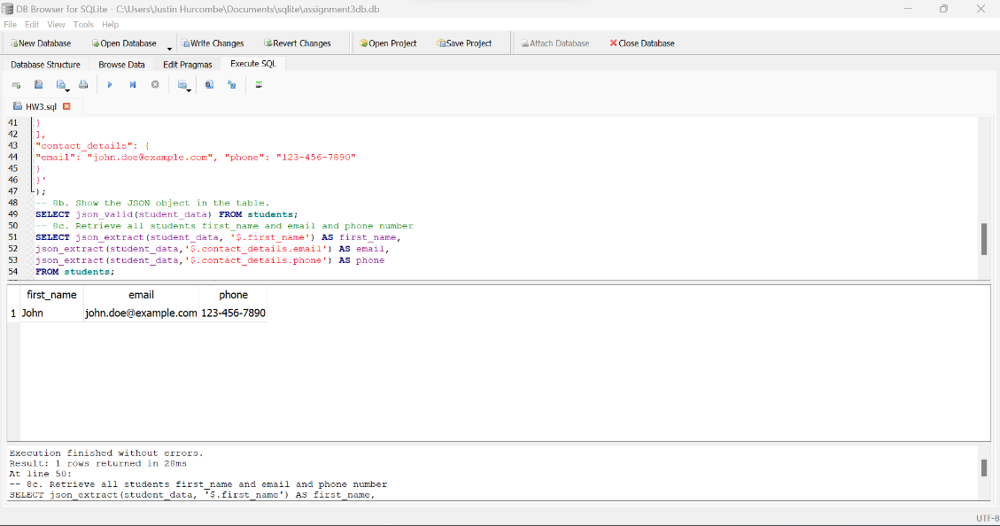 DB Browser for SQLite - C:\Users\Justin Hurcombe\Documents\sqlite\assignment3db.db
File Edit View Tools Help
New Database Open Database Write Changes Revert Changes Open Project Save Project Attach Database Close Database
Database Structure Browse Data Edit Pragmas Execute SQL
HW3.sql
41 }
42 ],
43 "contact_details": {
44 "email": "john.doe@example.com", "phone": "123-456-7890"
45 }
46 }'
47 );
48 -- 8b. Show the JSON object in the table.
49 SELECT json_valid(student_data) FROM students;
50 -- 8c. Retrieve all students first_name and email and phone number
51 SELECT json_extract(student_data, '$.first_name') AS first_name,
52 json_extract(student_data,'$.contact_details.email') AS email,
53 json_extract(student_data,'$.contact_details.phone') AS phone
54 FROM students;
first_name email phone
1 John john.doe@example.com 123-456-7890
Execution finished without errors.
Result: 1 rows returned in 28ms
At line 50:
-- 8c. Retrieve all students first_name and email and phone number
SELECT json_extract(student_data, '$.first_name') AS first_name,
UTF-8